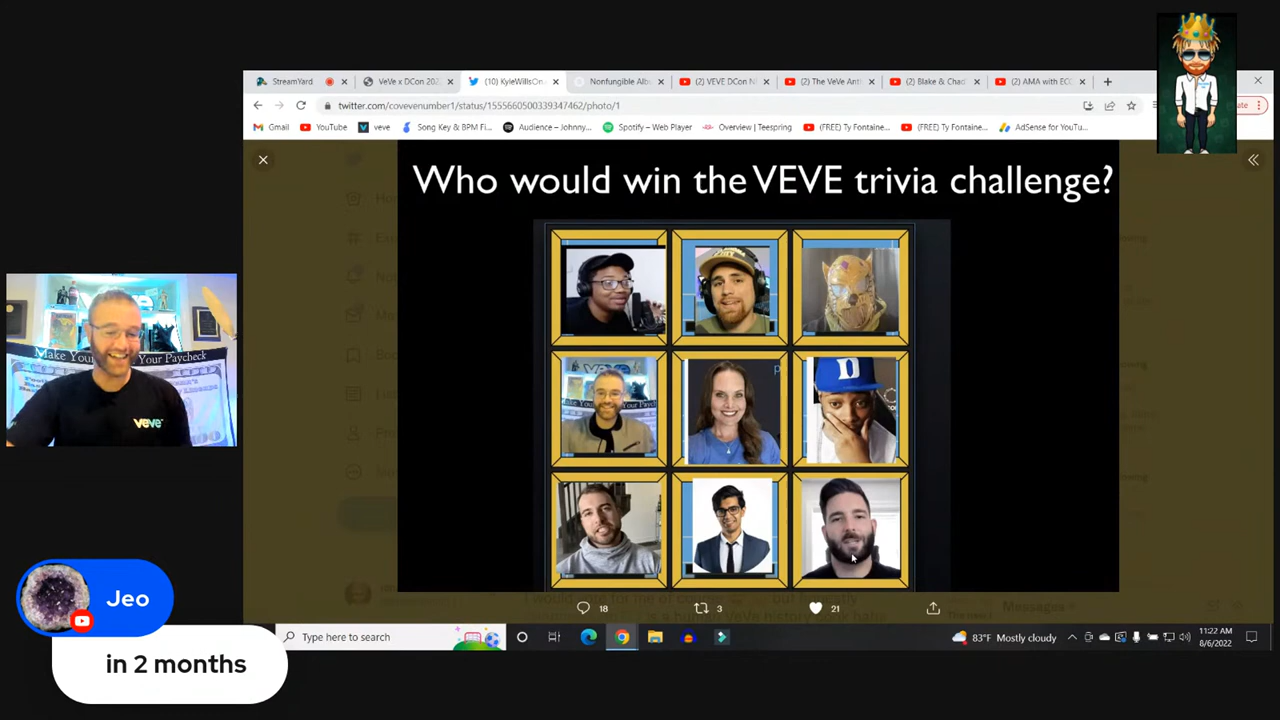 StreamYard
VeVe x DCon 202
(10) KyleWillsOn
Nonfungible Alb
(2) VEVE DCon N
(2) The VeVe Am
(2) Blake & Chad
(2) AMA with ECO
twitter.com/covevenumber1/status/1555660500339347462/photo/1
Gmail
YouTube
veve
Song Key & BPM Fi...
Audience – Johnny...
Spotify – Web Player
Overview | Teespring
(FREE) Ty Fontaine...
(FREE) Ty Fontaine...
AdSense for YouTu...
Who would win the VEVE trivia challenge?
Make Your
Your Paycheck
veve
D
18
3
21
Messages
Jeo
in 2 months
Type here to search
83°F Mostly cloudy
11:22 AM
8/6/2022